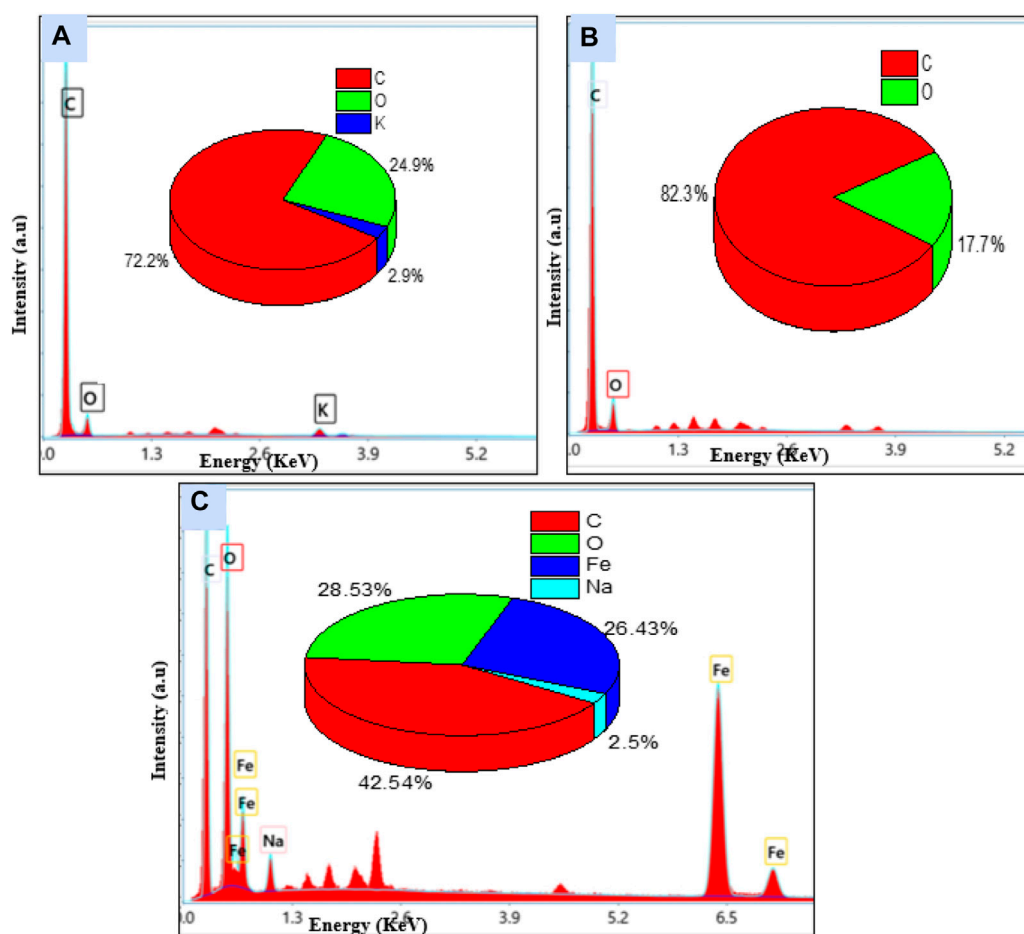 A
C
O
K
C
24.9%
72.2%
2.9%
O
K
Intensity (a.u)
.0 1.3 2.6 3.9 5.2
Energy (KeV)
B
C
O
C
82.3%
17.7%
O
Intensity (a.u)
.0 1.3 2.6 3.9 5.2
Energy (KeV)
C
C
O
Fe
Na
C
O
28.53%
26.43%
2.5%
42.54%
Fe
Fe
Fe
Na
Fe
Fe
Intensity (a.u)
0.0 1.3 2.6 3.9 5.2 6.5
Energy (KeV)